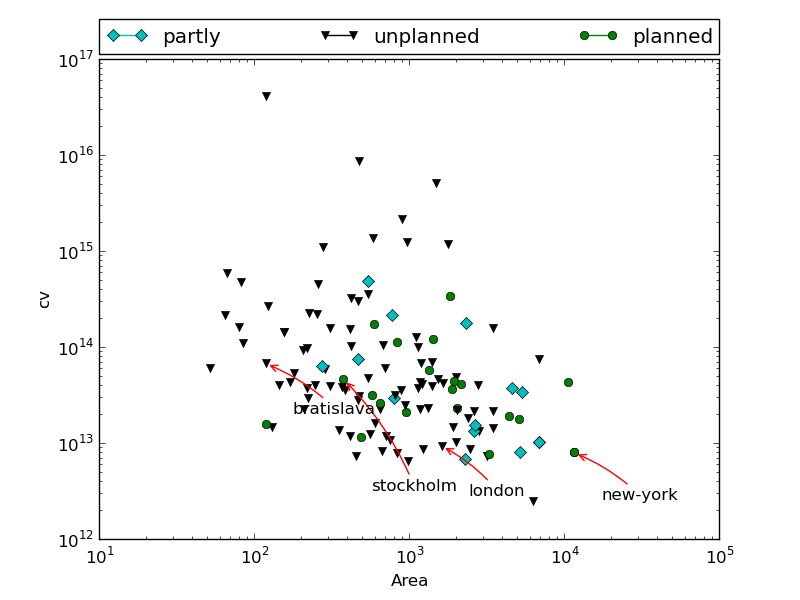 partly unplanned planned
10^17
10^16
10^15
10^14
10^13
10^12
cv
bratislava
stockholm
london
new-york
10^1 10^2 10^3 10^4 10^5
Area